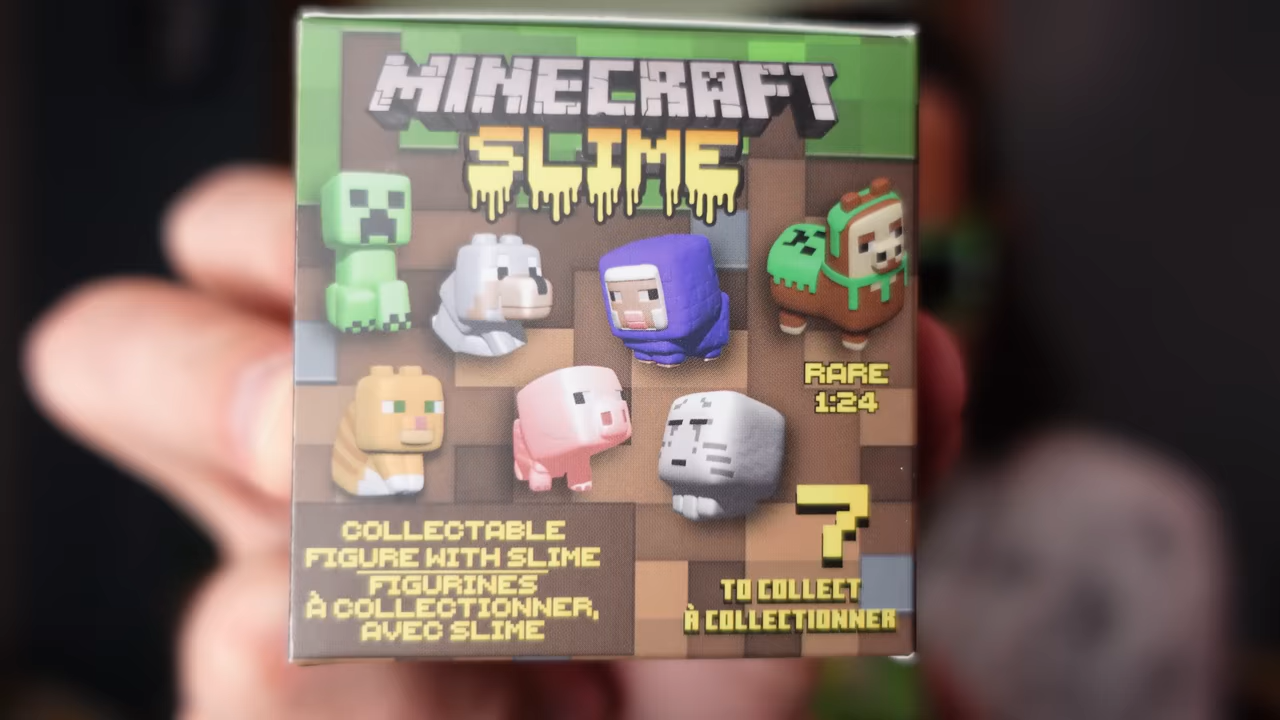 MINECRAFT
SLIME
RARE
1:24
COLLECTABLE
FIGURE WITH SLIME
FIGURINES
À COLLECTIONNER,
AVEC SLIME
7
TO COLLECT
À COLLECTIONNER